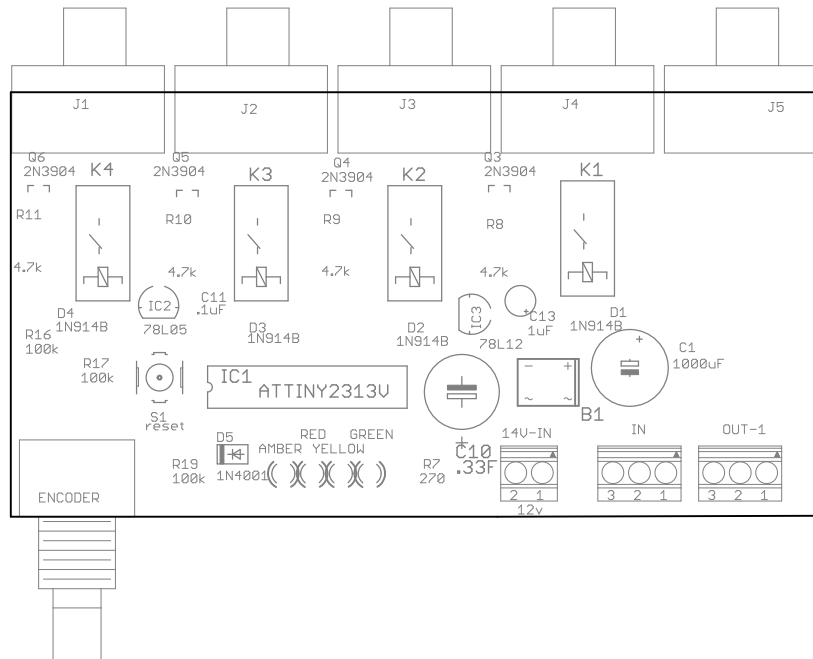 J1
J2
J3
J4
J5
Q6
2N3904
K4
Q5
2N3904
K3
Q4
2N3904
K2
Q3
2N3904
K1
R11
R10
R9
R8
4.7k
4.7k
4.7k
4.7k
IC2
78L05
C11
.1uF
IC3
78L12
C13
1uF
+
D4
1N914B
D3
1N914B
D2
1N914B
D1
1N914B
R16
100k
R17
100k
S1
reset
IC1
ATTINY2313V
- +
~ ~
B1
+
C1
1000uF
D5
1N4001
RED GREEN
AMBER YELLOW
R19
100k
R7
270
+
C10
.33F
14V-IN
2 1
12v
IN
3 2 1
OUT-1
3 2 1
ENCODER